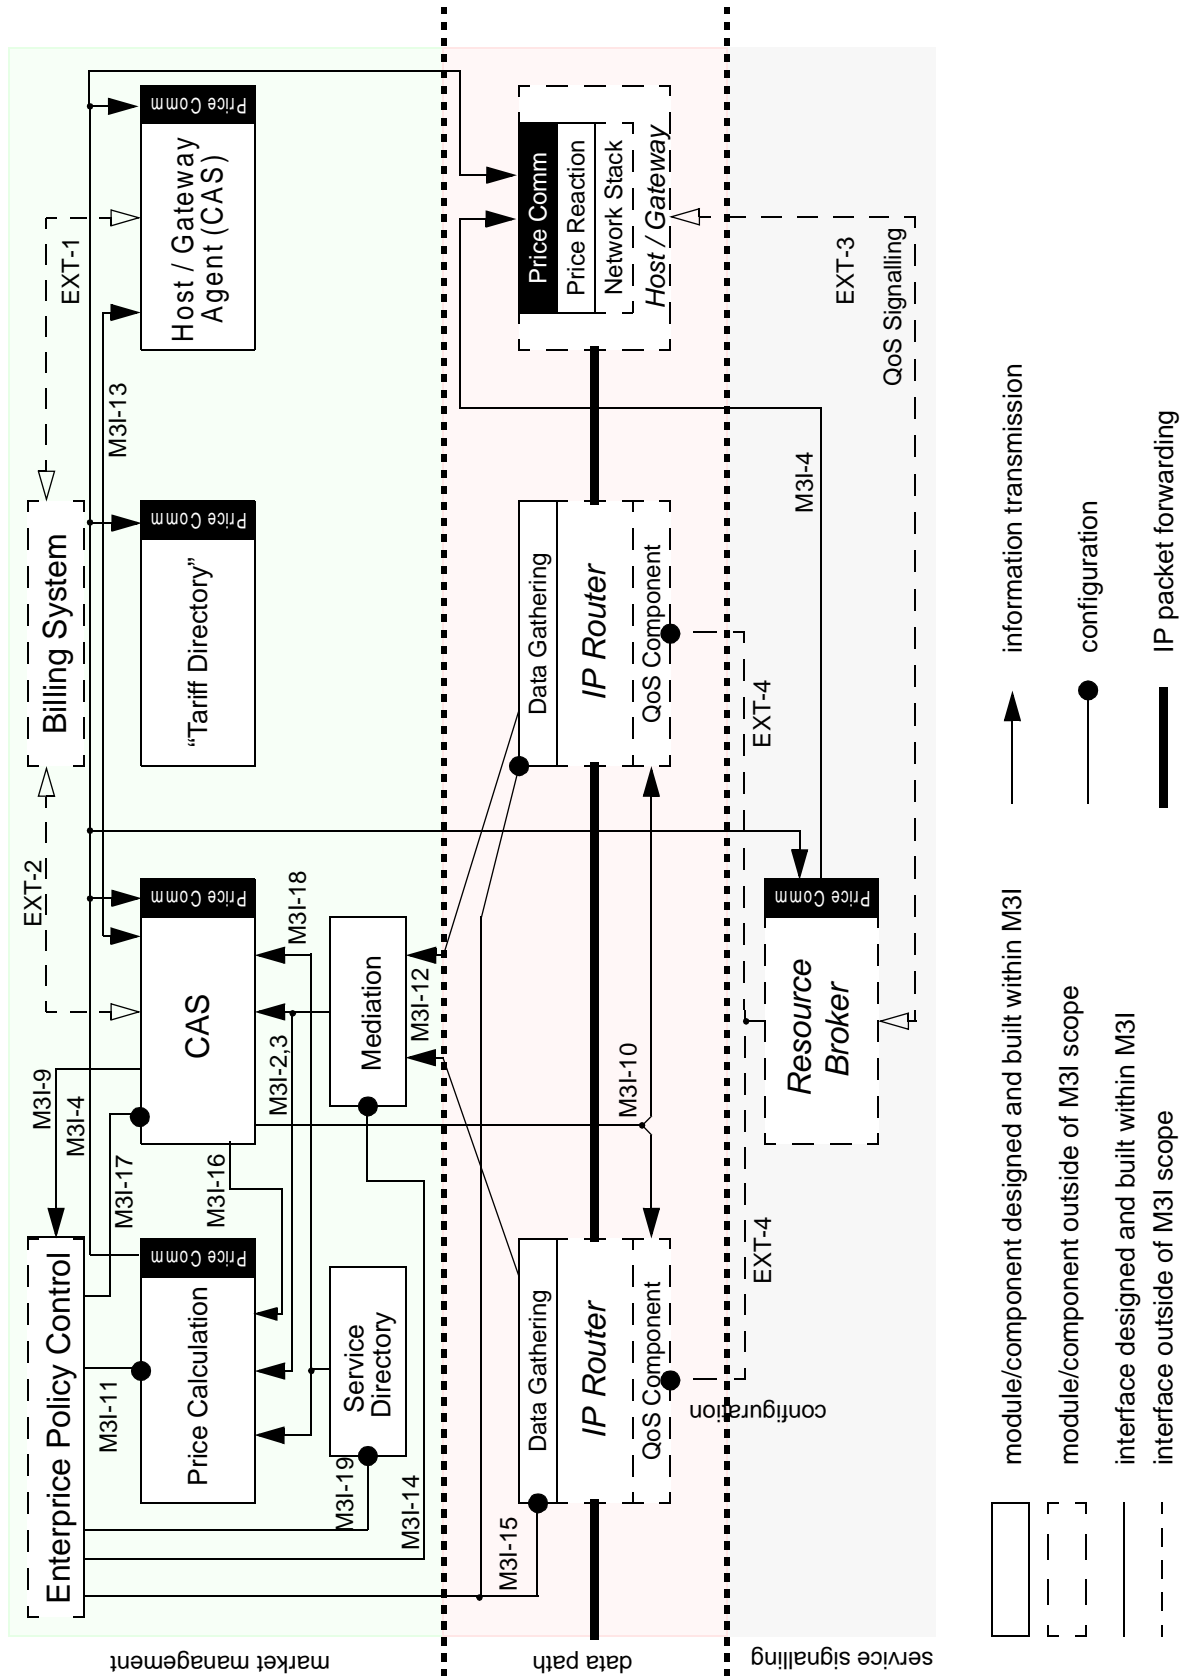 market management
data path
service signalling
Enterprice Policy Control
Billing System
EXT-2
EXT-1
M3I-9
M3I-4
M3I-17
M3I-11
M3I-16
M3I-13
Price Calculation
Price Comm
CAS
Price Comm
"Tariff Directory"
Price Comm
Host / Gateway
Agent (CAS)
Price Comm
M3I-2,3
M3I-18
M3I-19
Service
Directory
Mediation
M3I-14
M3I-12
M3I-15
Data Gathering
IP Router
QoS Component
M3I-10
Data Gathering
IP Router
QoS Component
Price Comm
Price Reaction
Network Stack
Host / Gateway
configuration
EXT-4
EXT-4
Resource
Broker
Price Comm
M3I-4
EXT-3
QoS Signalling
module/component designed and built within M3I
module/component outside of M3I scope
interface designed and built within M3I
interface outside of M3I scope
information transmission
configuration
IP packet forwarding